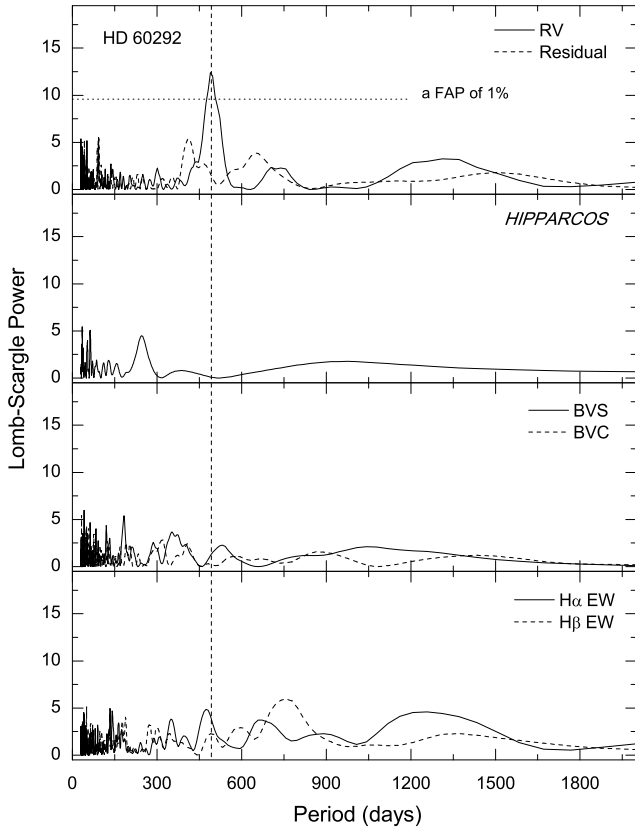 HD 60292
RV
Residual
a FAP of 1%
15
10
5
0
HIPPARCOS
15
10
5
0
BVS
BVC
15
10
5
0
Hα EW
Hβ EW
15
10
5
0
0 300 600 900 1200 1500 1800
Lomb-Scargle Power
Period (days)